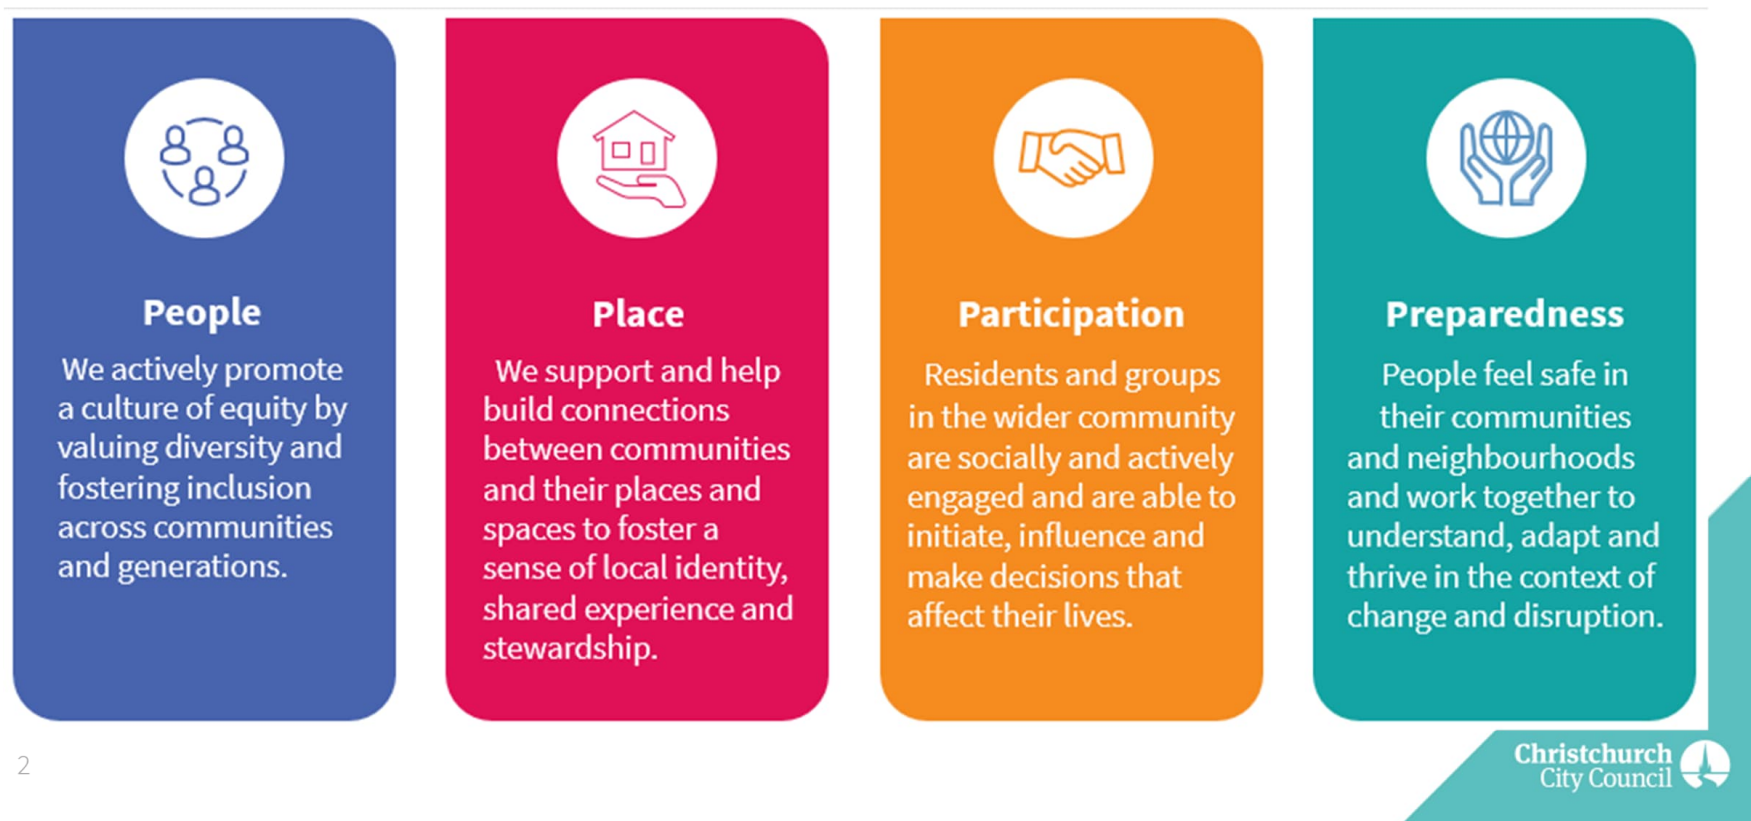 People
We actively promote
a culture of equity by
valuing diversity and
fostering inclusion
across communities
and generations.
Place
We support and help
build connections
between communities
and their places and
spaces to foster a
sense of local identity,
shared experience and
stewardship.
Participation
Residents and groups
in the wider community
are socially and actively
engaged and are able to
initiate, influence and
make decisions that
affect their lives.
Preparedness
People feel safe in
their communities
and neighbourhoods
and work together to
understand, adapt and
thrive in the context of
change and disruption.
2
Christchurch
City Council